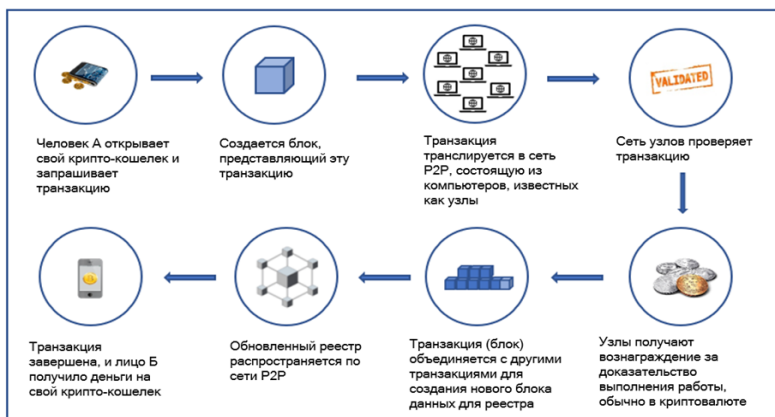 VALIDATED
Человек А открывает
свой крипто-кошелек и
запрашивает
транзакцию
Создается блок,
представляющий эту
транзакцию
Транзакция
транслируется в сеть
P2P, состоящую из
компьютеров, известных
как узлы
Сеть узлов проверяет
транзакцию
Транзакция
завершена, и лицо Б
получило деньги на
свой крипто-кошелек
Обновленный реестр
распространяется по
сети P2P
Транзакция (блок)
объединяется с другими
транзакциями для
создания нового блока
данных для реестра
Узлы получают
вознаграждение за
доказательство
выполнения работы,
обычно в криптовалюте